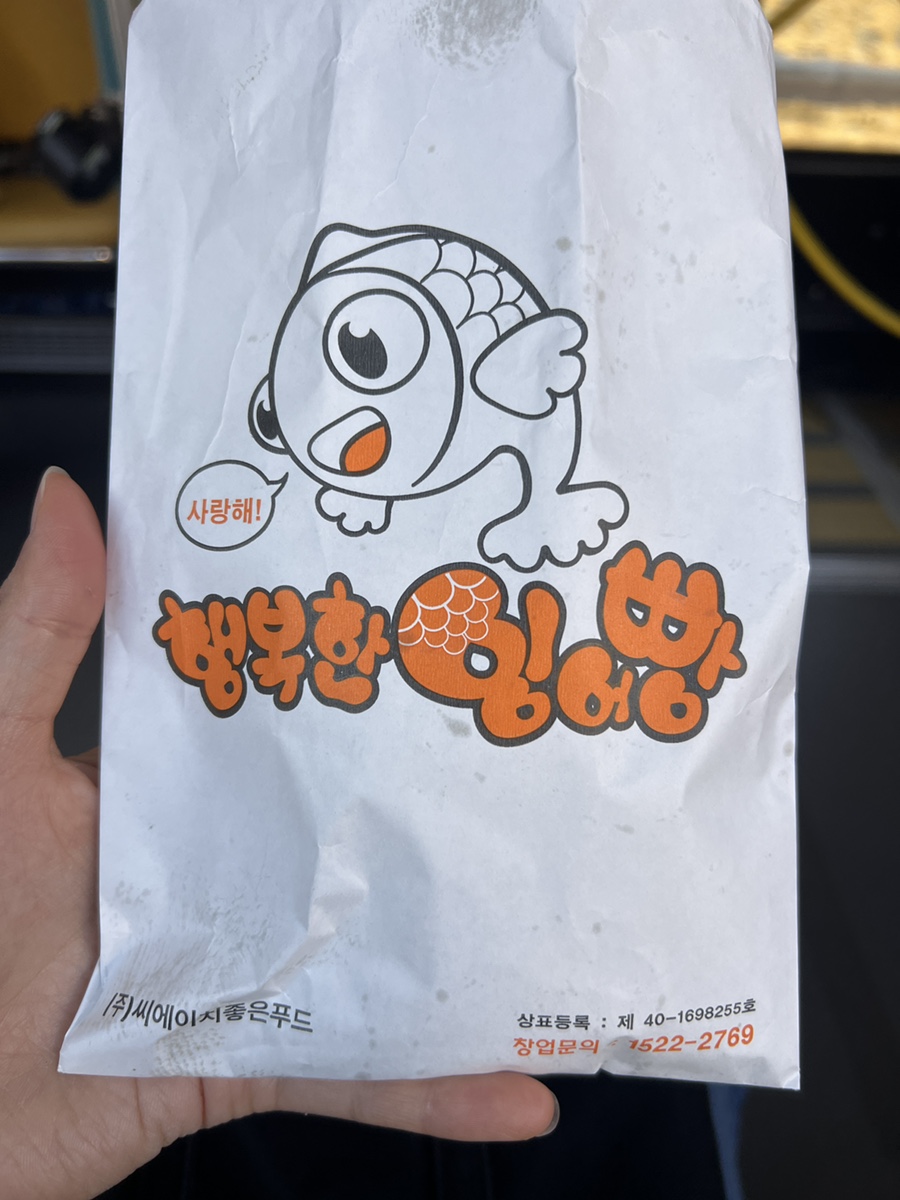 사랑해!
행복한 잉어빵
(주)씨에이치좋은푸드
상표등록 : 제 40-1698255호
창업문의 : 1522-2769